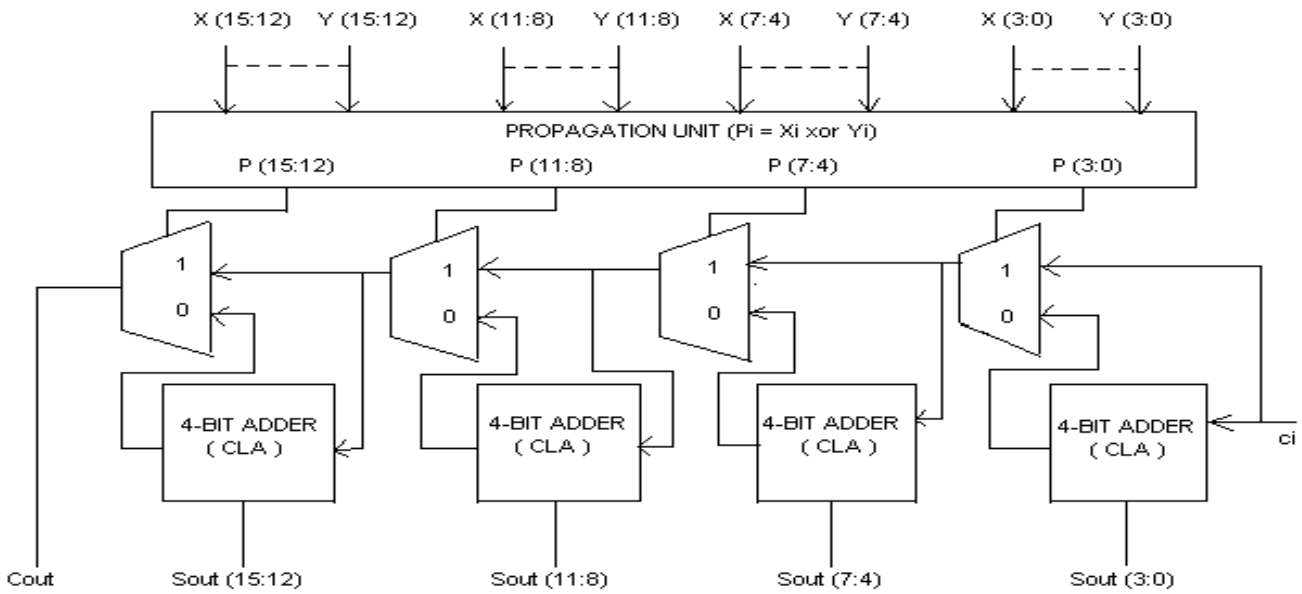 X (15:12) Y (15:12) X (11:8) Y (11:8) X (7:4) Y (7:4) X (3:0) Y (3:0)
PROPAGATION UNIT (Pi = Xi xor Yi)
P (15:12) P (11:8) P (7:4) P (3:0)
1 1 1 1
0 0 0 0
4-BIT ADDER 4-BIT ADDER 4-BIT ADDER 4-BIT ADDER
( CLA ) ( CLA ) ( CLA ) ( CLA )
ci
Cout Sout (15:12) Sout (11:8) Sout (7:4) Sout (3:0)